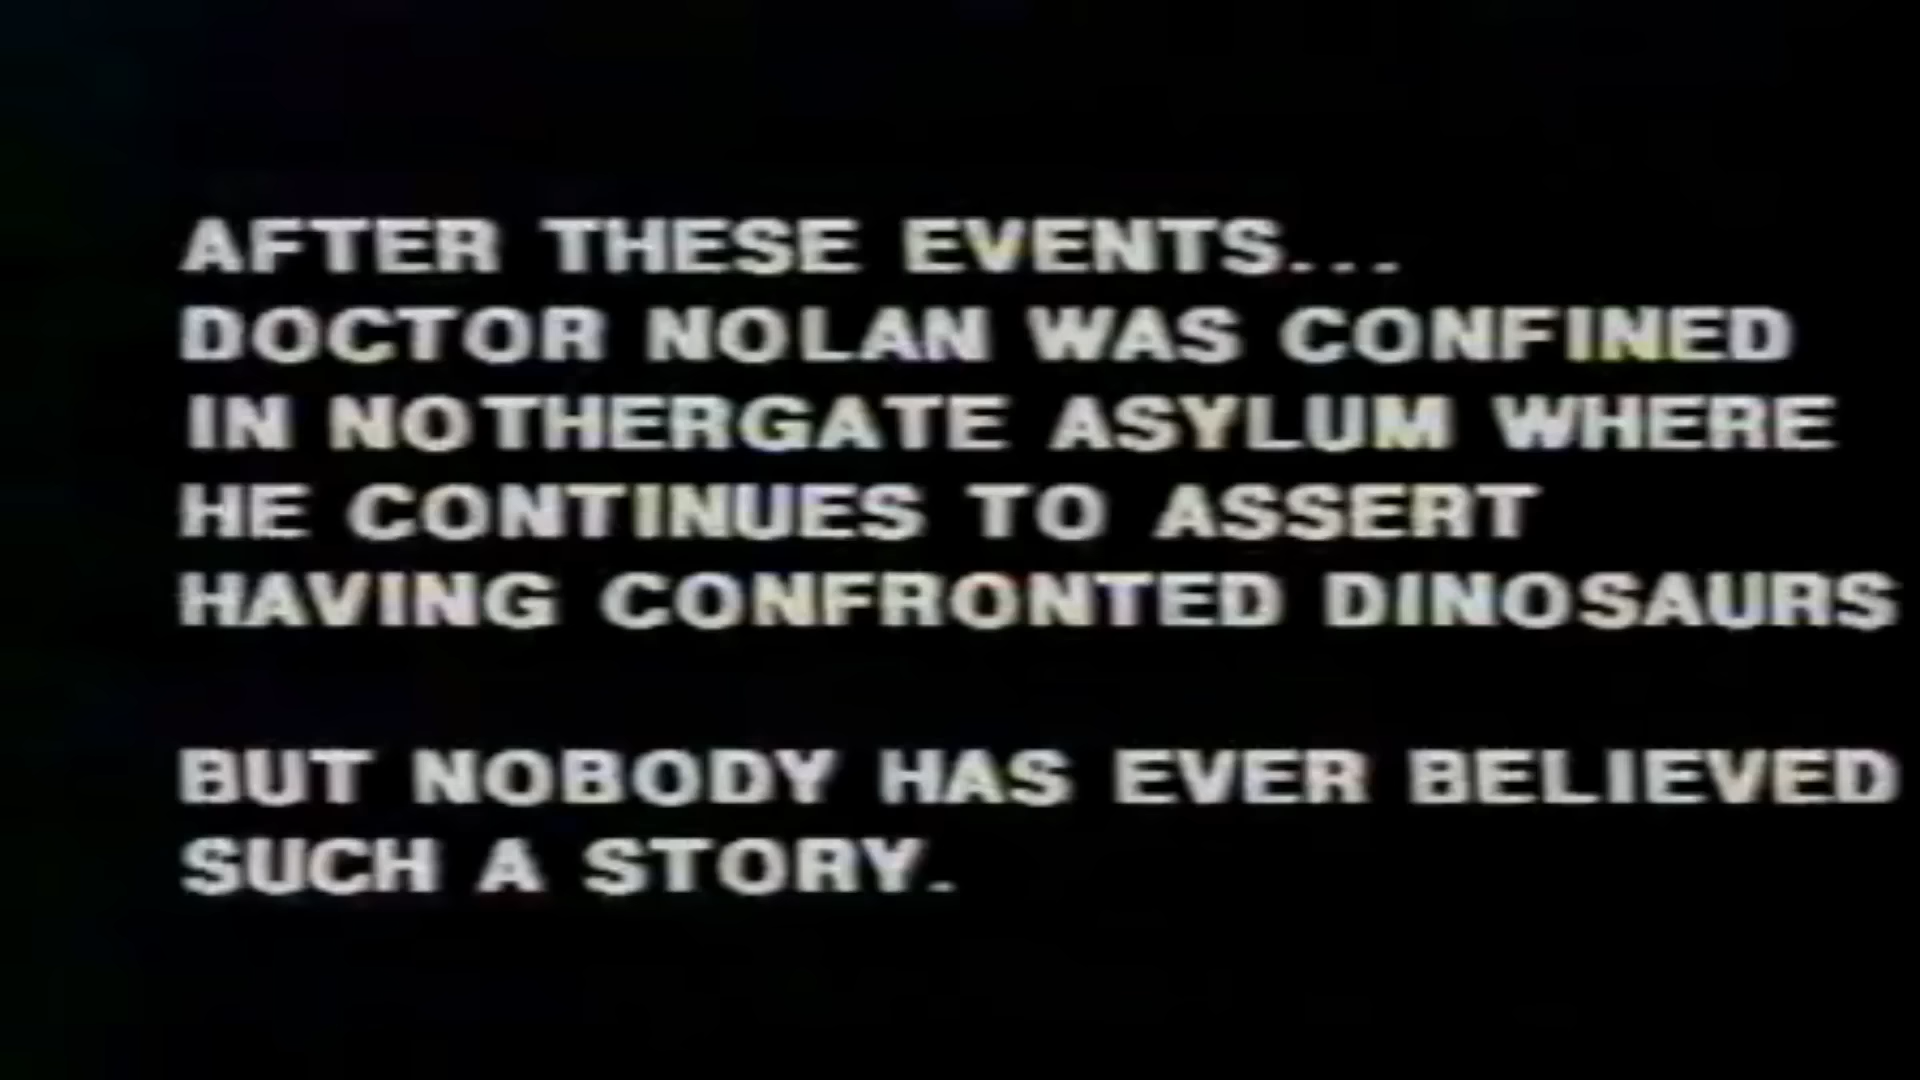 AFTER THESE EVENTS...
DOCTOR NOLAN WAS CONFINED
IN NOTHERGATE ASYLUM WHERE
HE CONTINUES TO ASSERT
HAVING CONFRONTED DINOSAURS
BUT NOBODY HAS EVER BELIEVED
SUCH A STORY.